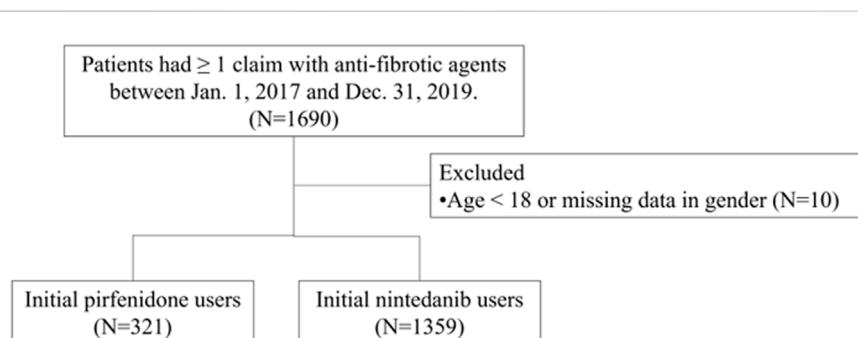 Patients had ≥ 1 claim with anti-fibrotic agents
between Jan. 1, 2017 and Dec. 31, 2019.
(N=1690)
Excluded
•Age < 18 or missing data in gender (N=10)
Initial pirfenidone users
(N=321)
Initial nintedanib users
(N=1359)